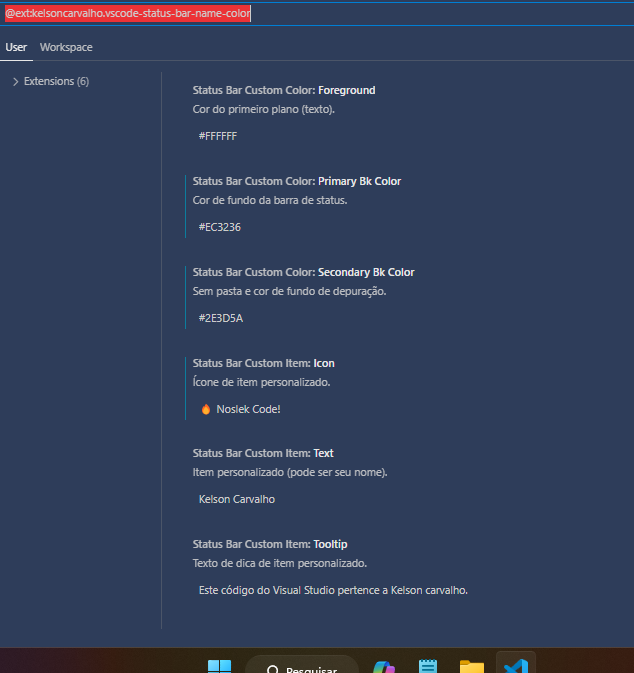 @ext:kelsoncarvalho.vscode-status-bar-name-color
User Workspace
Extensions (6)
Status Bar Custom Color: Foreground
Cor do primeiro plano (texto).
#FFFFFF
Status Bar Custom Color: Primary Bk Color
Cor de fundo da barra de status.
#EC3236
Status Bar Custom Color: Secondary Bk Color
Sem pasta e cor de fundo de depuração.
#2E3D5A
Status Bar Custom Item: Icon
Ícone de item personalizado.
🔥 Noslek Code!
Status Bar Custom Item: Text
Item personalizado (pode ser seu nome).
Kelson Carvalho
Status Bar Custom Item: Tooltip
Texto de dica de item personalizado.
Este código do Visual Studio pertence a Kelson carvalho.
Pesquisar